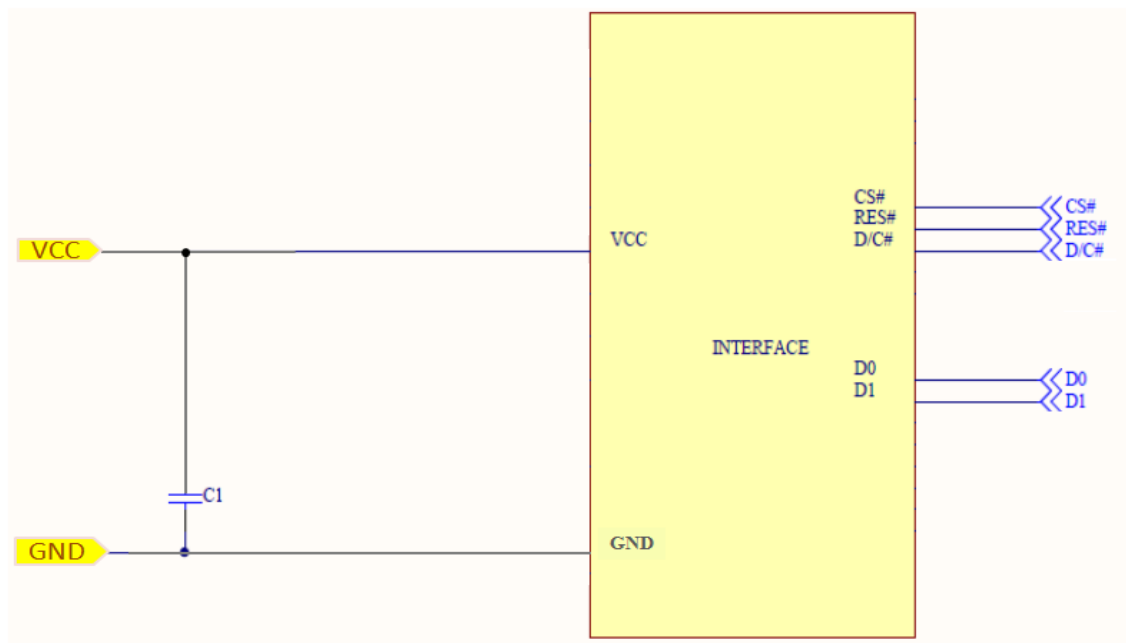 CS#
CS#
RES#
RES#
VCC
VCC
D/C#
D/C#
INTERFACE
D0
D0
D1
D1
C1
GND
GND